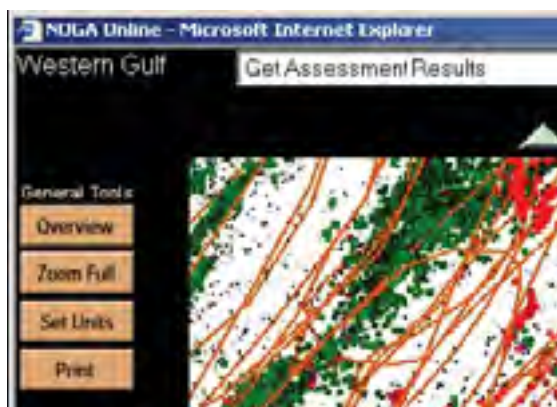 NOGA Online - Microsoft Internet Explorer
Western Gulf
Get Assessment Results
General Tools
Overview
Zoom Full
Set Units
Print